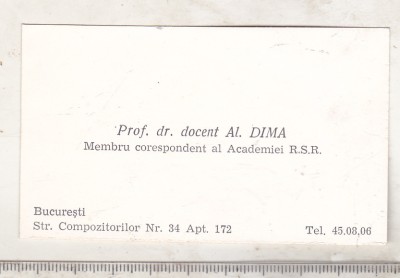 Prof. dr. docent Al. DIMA
Membru corespondent al Academiei R.S.R.
București
Str. Compozitorilor Nr. 34 Apt. 172 Tel. 45.08.06